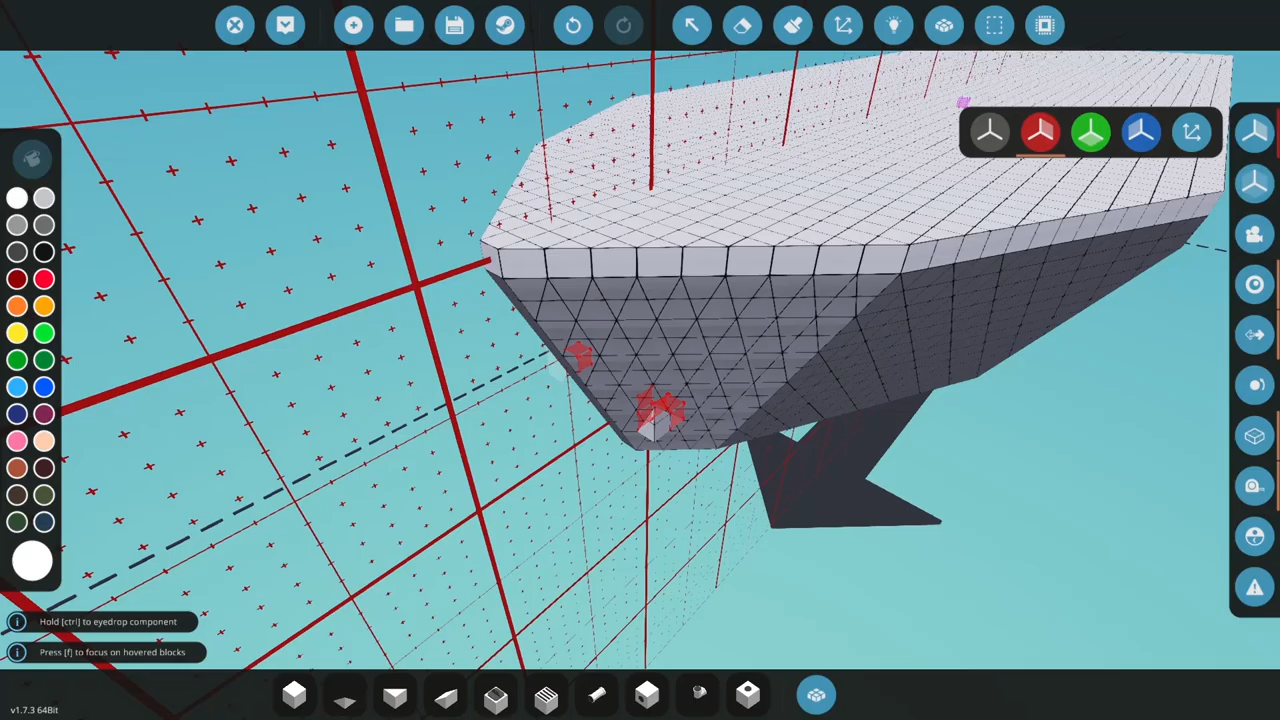 Hold [ctrl] to eyedrop component
Press [f] to focus on hovered blocks
v1.7.3 64Bit